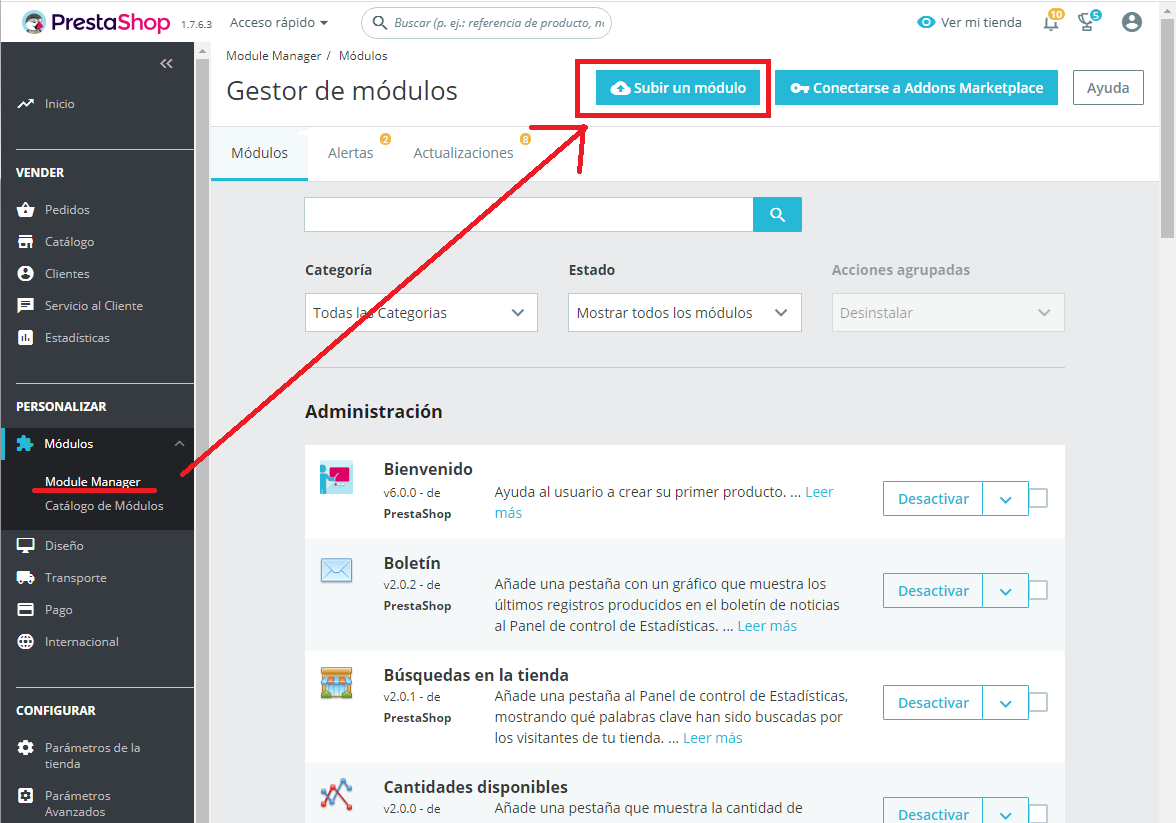 PrestaShop 1.7.6.3
Acceso rápido
Buscar (p. ej.: referencia de producto, no
Ver mi tienda
10
5
Inicio
VENDER
Pedidos
Catálogo
Clientes
Servicio al Cliente
Estadísticas
PERSONALIZAR
Módulos
Module Manager
Catálogo de Módulos
Diseño
Transporte
Pago
Internacional
CONFIGURAR
Parámetros de la
tienda
Parámetros
Avanzados
Module Manager / Módulos
Gestor de módulos
Subir un módulo
Conectarse a Addons Marketplace
Ayuda
Módulos
Alertas 2
Actualizaciones 8
Categoría
Todas las Categorias
Estado
Mostrar todos los módulos
Acciones agrupadas
Desinstalar
Administración
Bienvenido
v6.0.0 - de
PrestaShop
Ayuda al usuario a crear su primer producto. ... Leer
más
Desactivar
Boletín
v2.0.2 - de
PrestaShop
Añade una pestaña con un gráfico que muestra los
últimos registros producidos en el boletín de noticias
al Panel de control de Estadísticas. ... Leer más
Desactivar
Búsquedas en la tienda
v2.0.1 - de
PrestaShop
Añade una pestaña al Panel de control de Estadísticas,
mostrando qué palabras clave han sido buscadas por
los visitantes de tu tienda. ... Leer más
Desactivar
Cantidades disponibles
v2.0.0 - de
Añade una pestaña que muestra la cantidad de
Desactivar